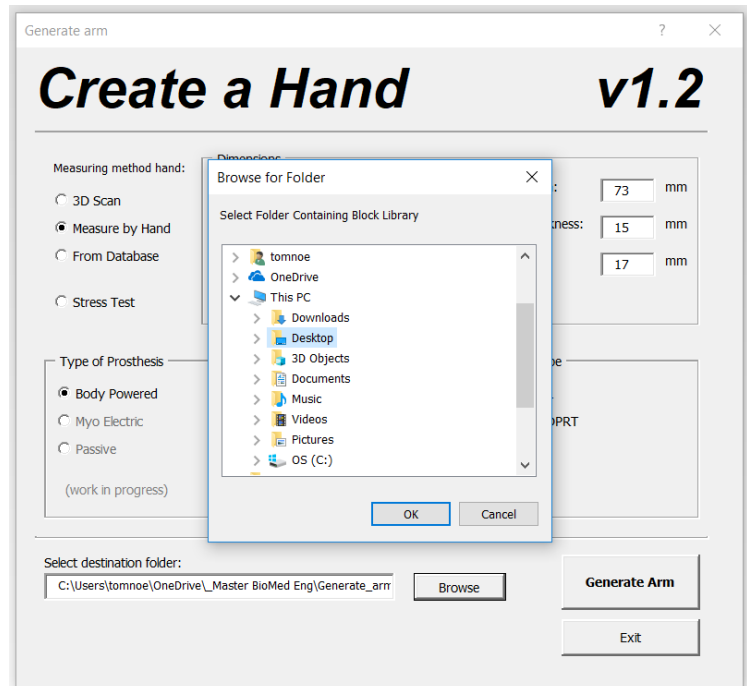 Generate arm
Create a Hand v1.2
Measuring method hand:
3D Scan
Measure by Hand
From Database
Stress Test
Dimensions
73 mm
15 mm
17 mm
Browse for Folder
Select Folder Containing Block Library
tomnoe
OneDrive
This PC
Downloads
Desktop
3D Objects
Documents
Music
Videos
Pictures
OS (C:)
OK Cancel
Type of Prosthesis
Body Powered
Myo Electric
Passive
(work in progress)
Select destination folder:
C:\Users\tomnoe\OneDrive\_Master BioMed Eng\Generate_arm
Browse
Generate Arm
Exit